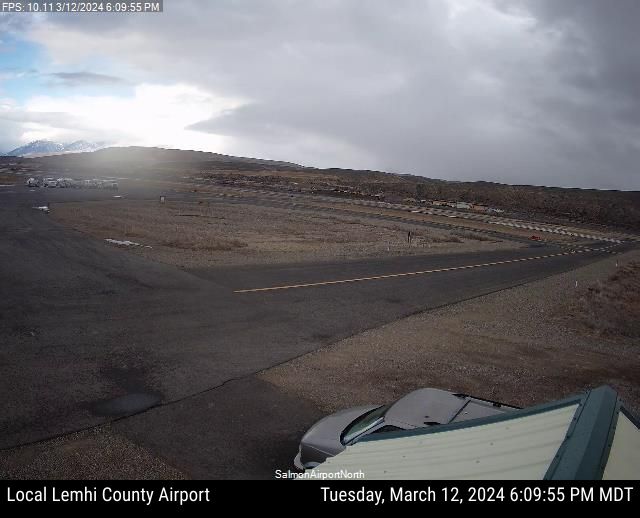 FPS: 10.11 3/12/2024 6:09:55 PM
SalmonAirportNorth
Local Lemhi County Airport Tuesday, March 12, 2024 6:09:55 PM MDT